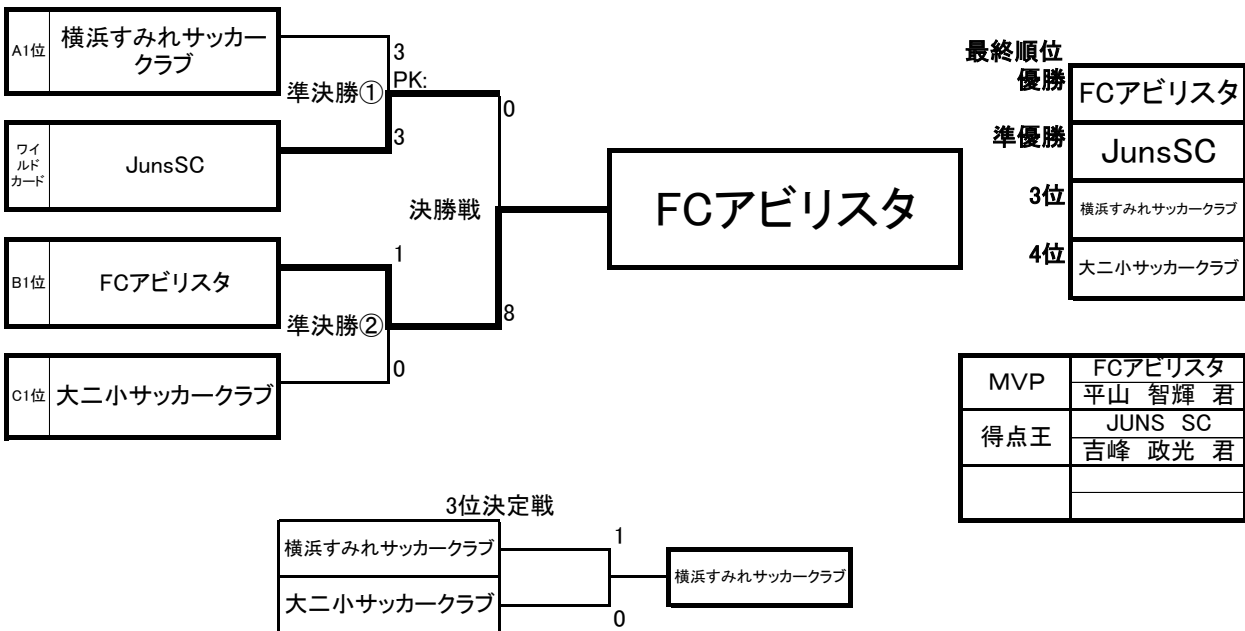 A1位
横浜すみれサッカー
クラブ
準決勝①
3
PK:
3
0
ワイ
ルド
カード
JunsSC
決勝戦
B1位
FCアビリスタ
準決勝②
1
0
8
C1位
大二小サッカークラブ
FCアビリスタ
最終順位
優勝
FCアビリスタ
準優勝
JunsSC
3位
横浜すみれサッカークラブ
4位
大二小サッカークラブ
MVP
FCアビリスタ
平山 智輝 君
得点王
JUNS SC
吉峰 政光 君
3位決定戦
横浜すみれサッカークラブ
1
大二小サッカークラブ
0
横浜すみれサッカークラブ